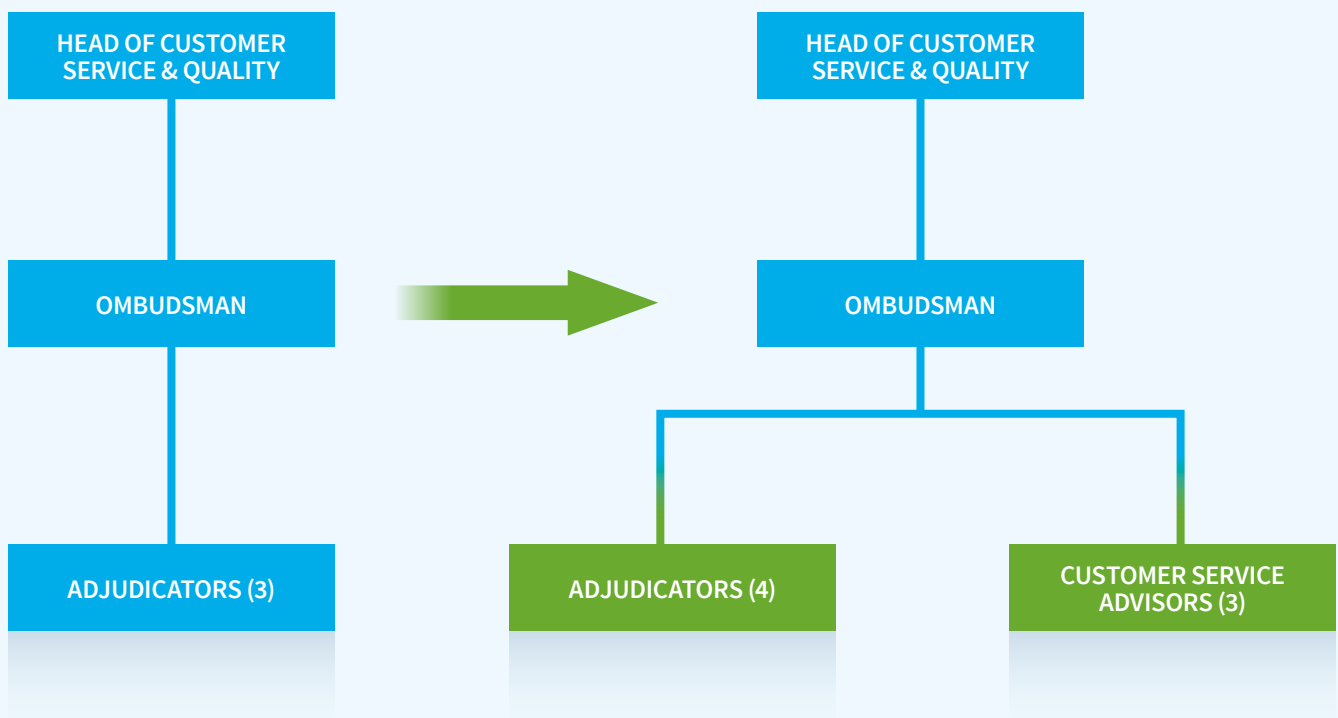 HEAD OF CUSTOMER
SERVICE & QUALITY
OMBUDSMAN
ADJUDICATORS (3)
HEAD OF CUSTOMER
SERVICE & QUALITY
OMBUDSMAN
ADJUDICATORS (4)
CUSTOMER SERVICE
ADVISORS (3)